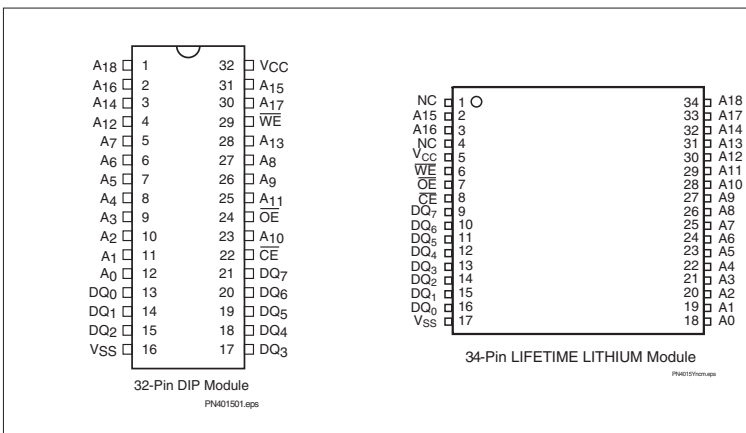 A18 1 32 VCC
A16 2 31 A15
A14 3 30 A17
A12 4 29 WE
A7 5 28 A13
A6 6 27 A8
A5 7 26 A9
A4 8 25 A11
A3 9 24 OE
A2 10 23 A10
A1 11 22 CE
A0 12 21 DQ7
DQ0 13 20 DQ6
DQ1 14 19 DQ5
DQ2 15 18 DQ4
VSS 16 17 DQ3
32-Pin DIP Module
PN401501.eps
NC 1 34 A18
A15 2 33 A17
A16 3 32 A14
NC 4 31 A13
VCC 5 30 A12
WE 6 29 A11
OE 7 28 A10
CE 8 27 A9
DQ7 9 26 A8
DQ6 10 25 A7
DQ5 11 24 A6
DQ4 12 23 A5
DQ3 13 22 A4
DQ2 14 21 A3
DQ1 15 20 A2
DQ0 16 19 A1
VSS 17 18 A0
34-Pin LIFETIME LITHIUM Module